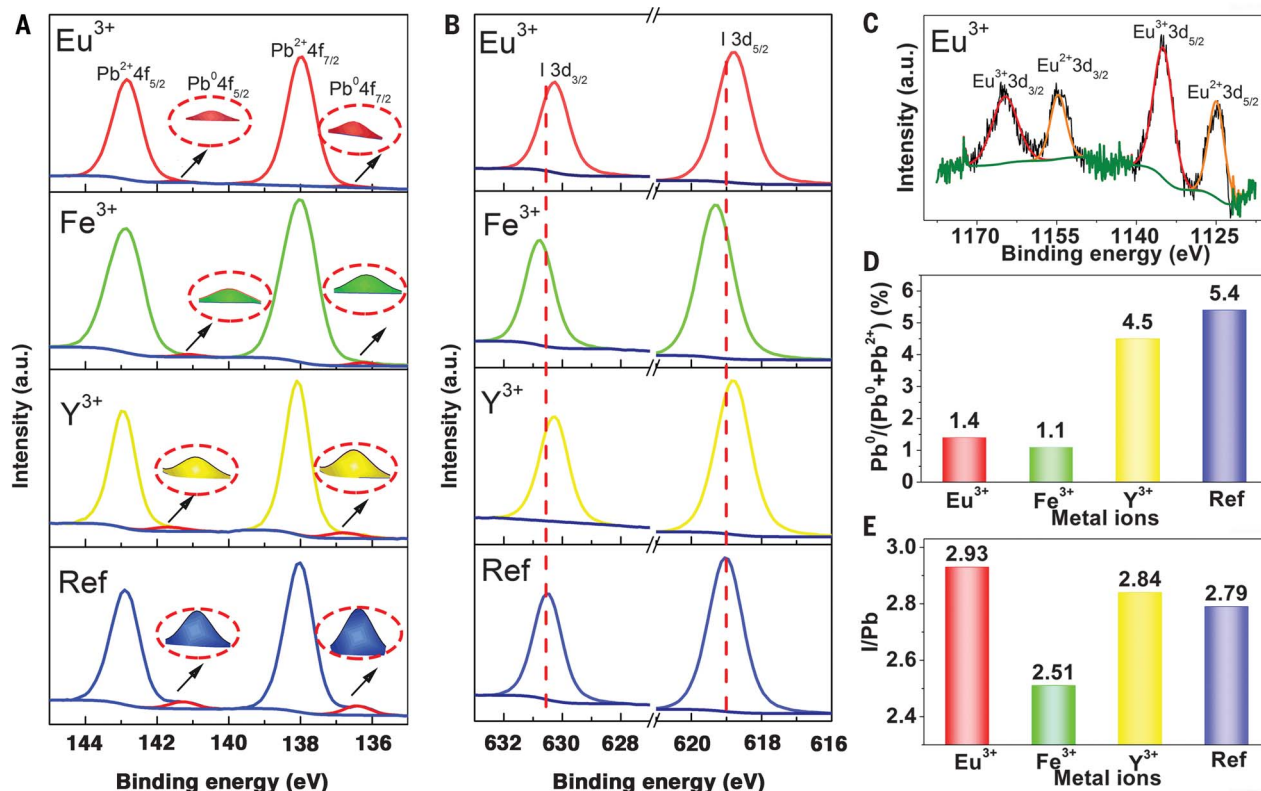 A
Eu³⁺
Pb²⁺4f₅/₂
Pb⁰4f₅/₂
Pb²⁺4f₇/₂
Pb⁰4f₇/₂
Fe³⁺
Y³⁺
Ref
Intensity (a.u.)
144 142 140 138 136
Binding energy (eV)
B
Eu³⁺
I 3d₃/₂
I 3d₅/₂
Fe³⁺
Y³⁺
Ref
Intensity (a.u.)
632 630 628 620 618 616
Binding energy (eV)
C
Eu³⁺
Eu³⁺3d₃/₂
Eu²⁺3d₃/₂
Eu³⁺3d₅/₂
Eu²⁺3d₅/₂
Intensity (a.u.)
1170 1155 1140 1125
Binding energy (eV)
D
Pb⁰/(Pb⁰+Pb²⁺) (%)
6
5
4
3
2
1
0
1.4
1.1
4.5
5.4
Eu³⁺ Fe³⁺ Y³⁺ Ref
Metal ions
E
I/Pb
3.0
2.8
2.6
2.4
2.93
2.51
2.84
2.79
Eu³⁺ Fe³⁺ Y³⁺ Ref
Metal ions